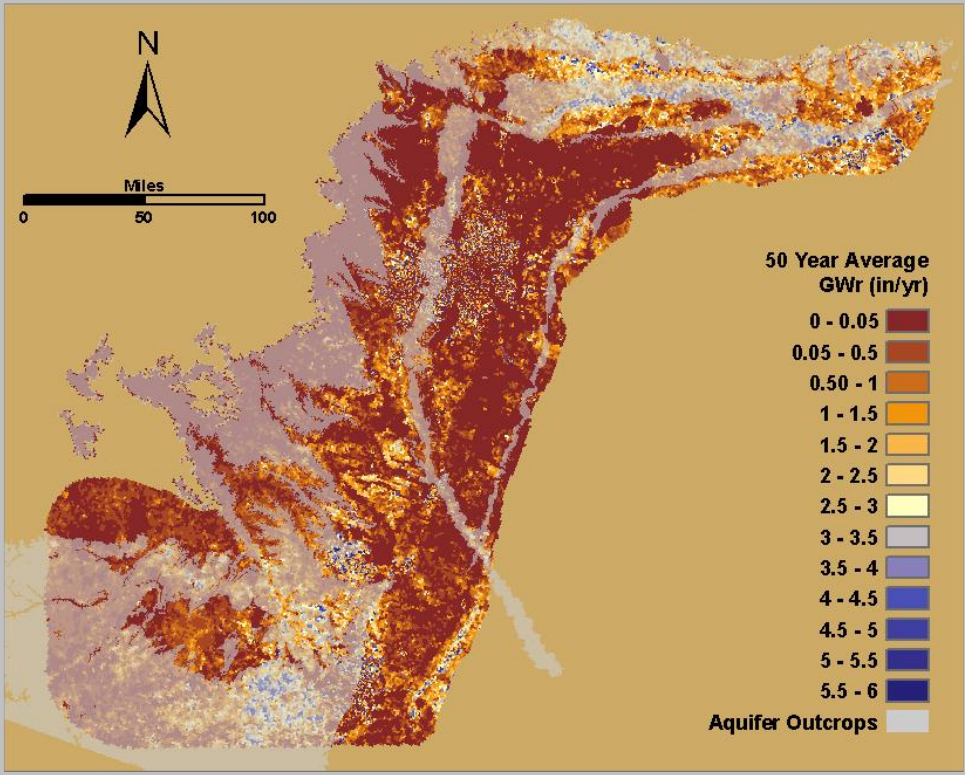 N
Miles
0 50 100
50 Year Average
GWr (in/yr)
0 - 0.05
0.05 - 0.5
0.50 - 1
1 - 1.5
1.5 - 2
2 - 2.5
2.5 - 3
3 - 3.5
3.5 - 4
4 - 4.5
4.5 - 5
5 - 5.5
5.5 - 6
Aquifer Outcrops